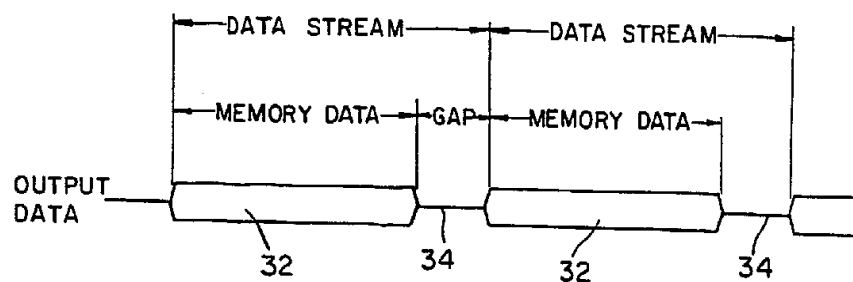 DATA STREAM DATA STREAM
MEMORY DATA GAP MEMORY DATA
OUTPUT
DATA
32 34 32 34